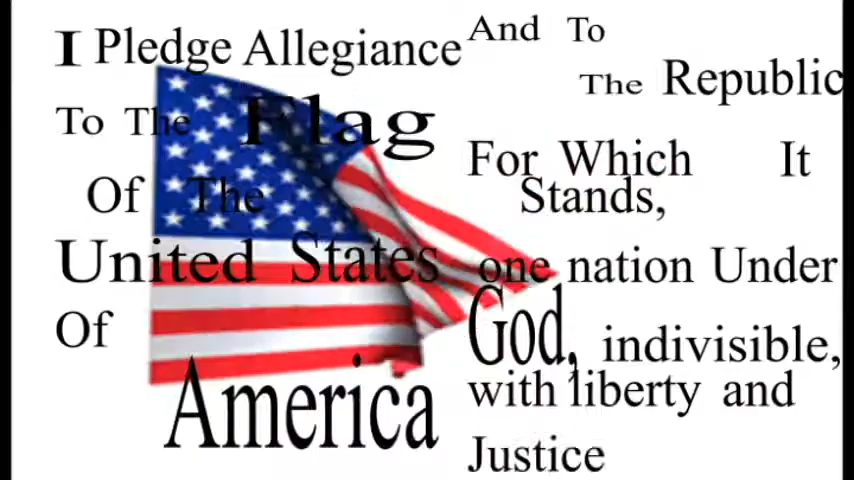 I Pledge Allegiance
To The Flag
Of The
United States
Of
America
And To
The Republic
For Which It
Stands,
one nation Under
God, indivisible,
with liberty and
Justice